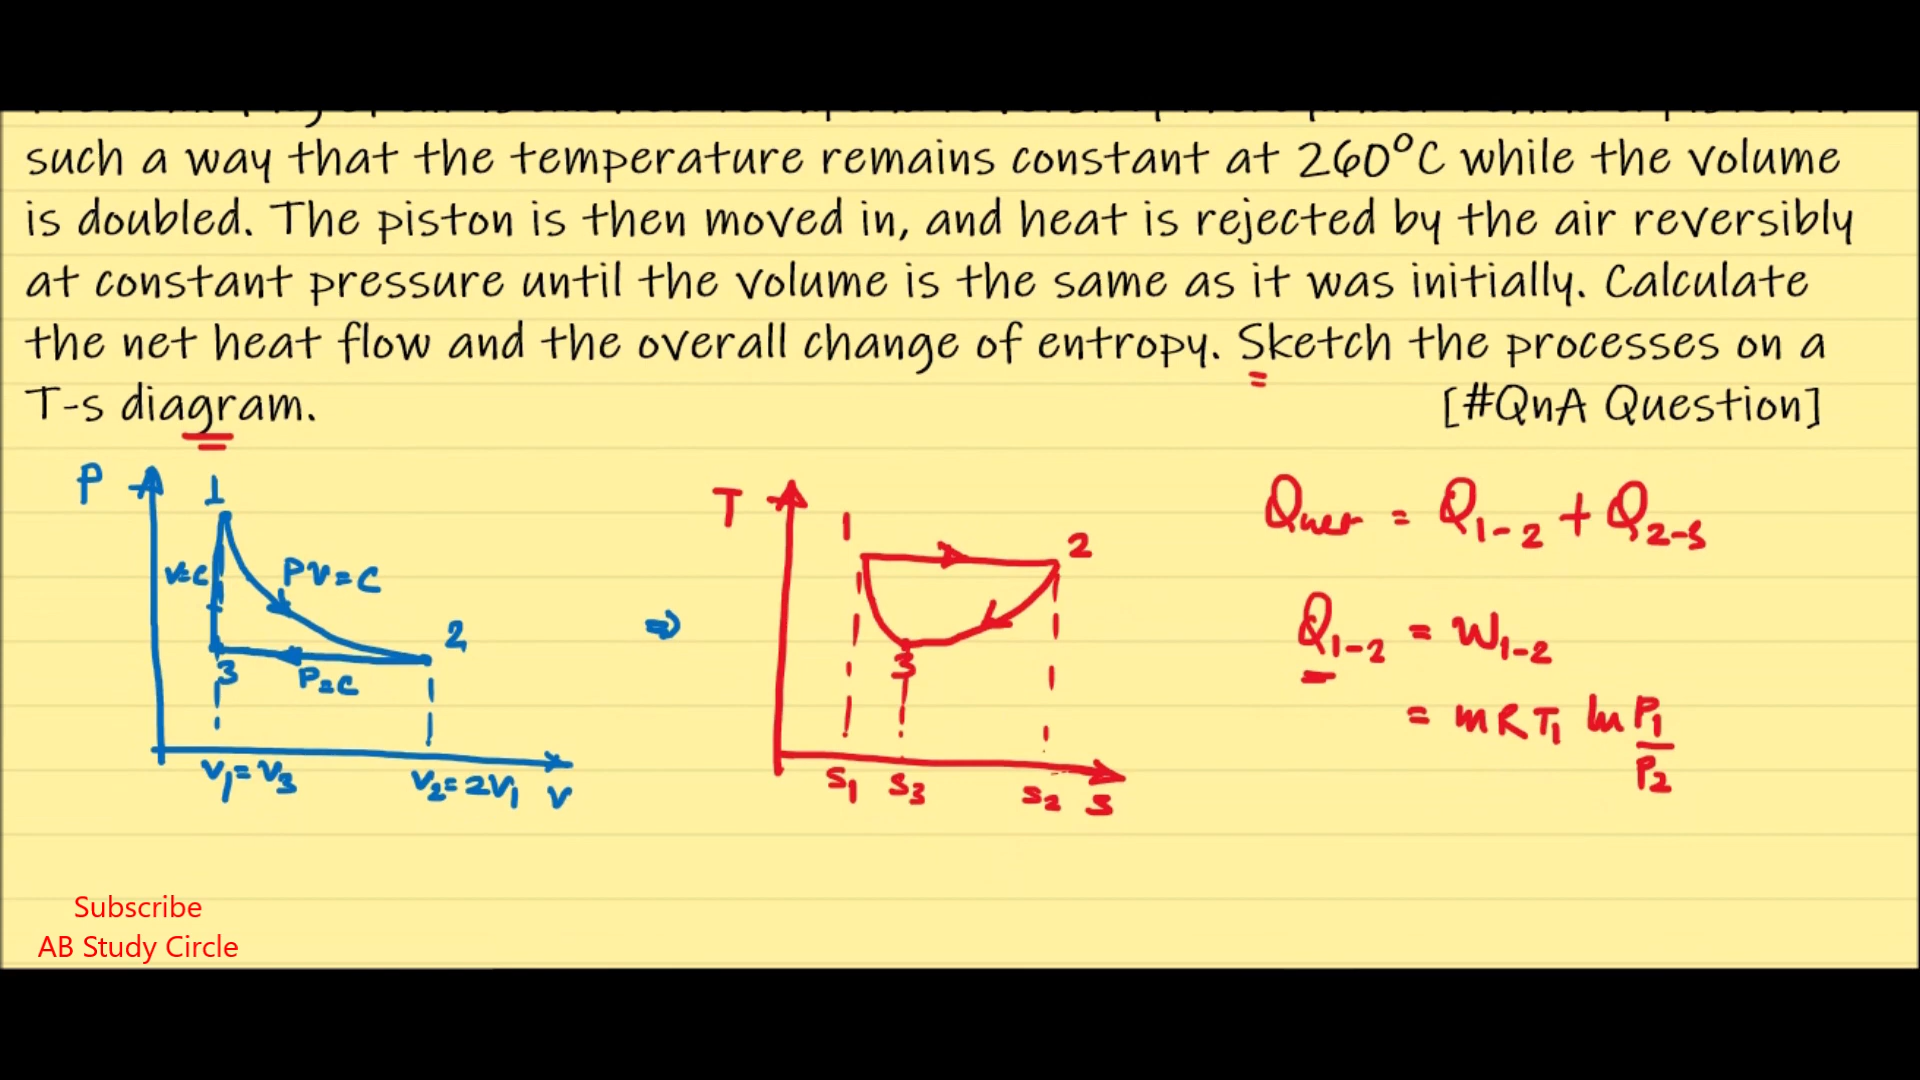 such a way that the temperature remains constant at 260°C while the volume
is doubled. The piston is then moved in, and heat is rejected by the air reversibly
at constant pressure until the volume is the same as it was initially. Calculate
the net heat flow and the overall change of entropy. Sketch the processes on a
T-s diagram. [#QnA Question]
P 1
v=c PV=C
2
3 P=C
V1=V3 V2=2V1 V
⇒
T 1 2
3
S1 S3 S2 S
Qnet = Q1-2 + Q2-3
Q1-2 = W1-2
= mRT1 ln P1/P2
Subscribe
AB Study Circle